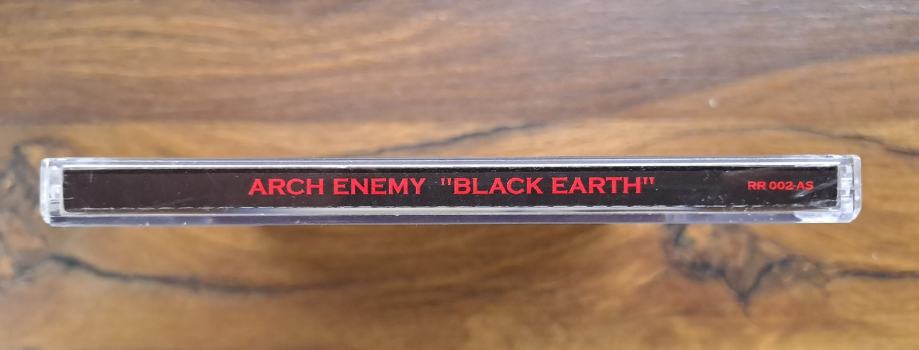 ARCH ENEMY "BLACK EARTH" RR 002-AS